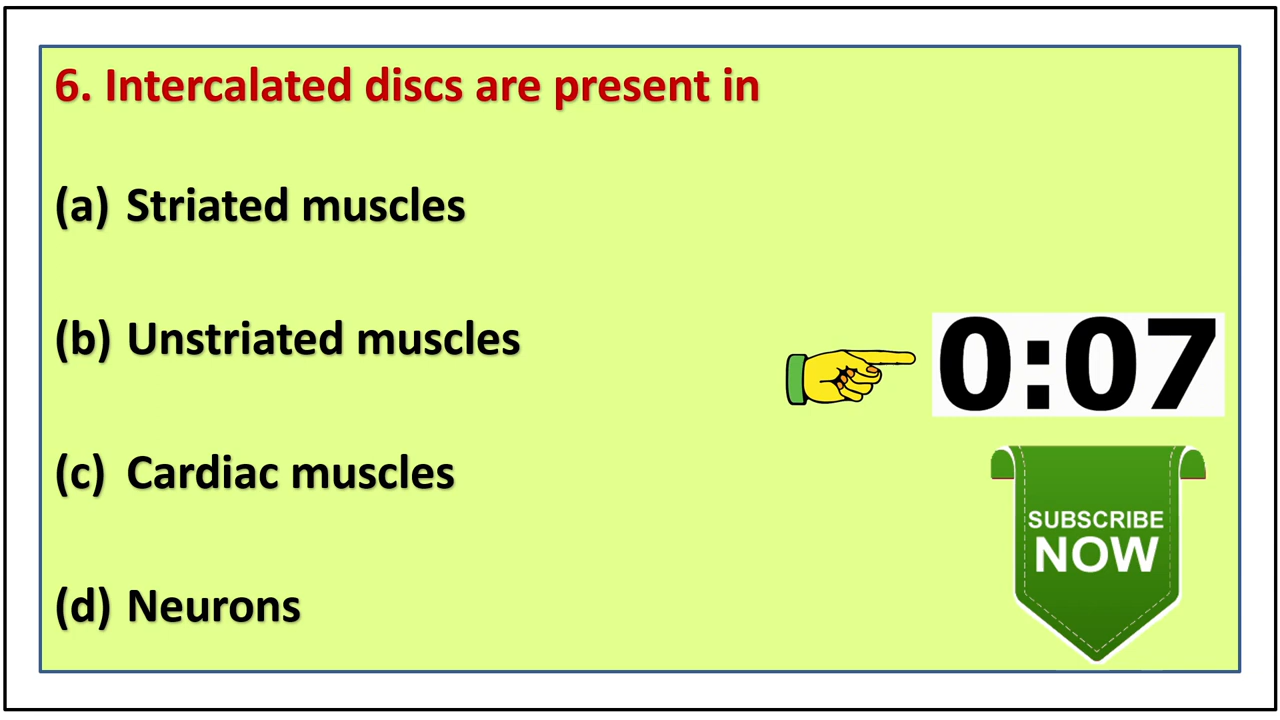 6. Intercalated discs are present in
(a) Striated muscles
(b) Unstriated muscles
0:07
(c) Cardiac muscles
SUBSCRIBE
NOW
(d) Neurons